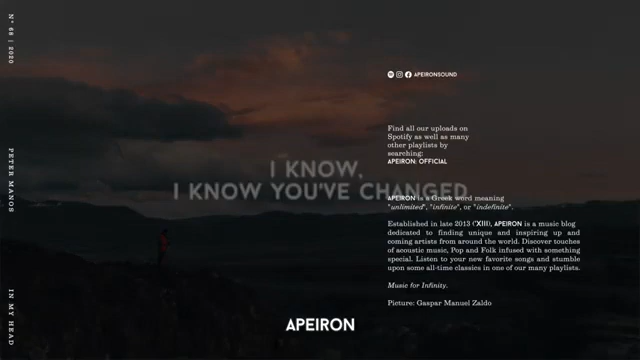 N° 68 | 2020
PETER MANOS
IN MY HEAD
APEIRONSOUND
Find all our uploads on
Spotify as well as many
other playlists by
searching:
APEIRON: OFFICIAL
I KNOW,
I KNOW YOU'VE CHANGED
APEIRON is a Greek word meaning
"unlimited", "infinite", or "indefinite".
Established in late 2013 ('XIII), APEIRON is a music blog
dedicated to finding unique and inspiring up and
coming artists from around the world. Discover touches
of acoustic music, Pop and Folk infused with something
special. Listen to your new favorite songs and stumble
upon some all-time classics in one of our many playlists.
Music for Infinity.
Picture: Gaspar Manuel Zaldo
APEIRON